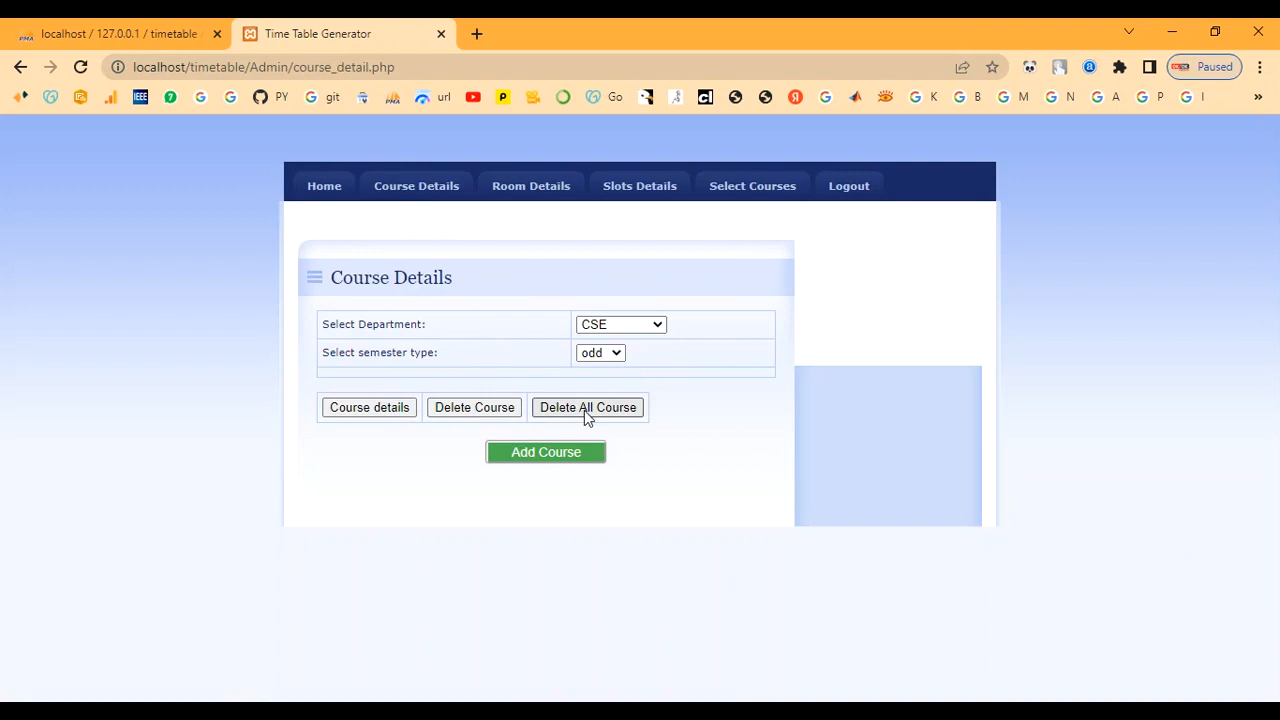 localhost / 127.0.0.1 / timetable
Time Table Generator
localhost/timetable/Admin/course_detail.php
Paused
IEEE
PY
git
PMA
url
Go
K
B
M
N
A
P
I
»
Home
Course Details
Room Details
Slots Details
Select Courses
Logout
Course Details
Select Department:
CSE
Select semester type:
odd
Course details
Delete Course
Delete All Course
Add Course